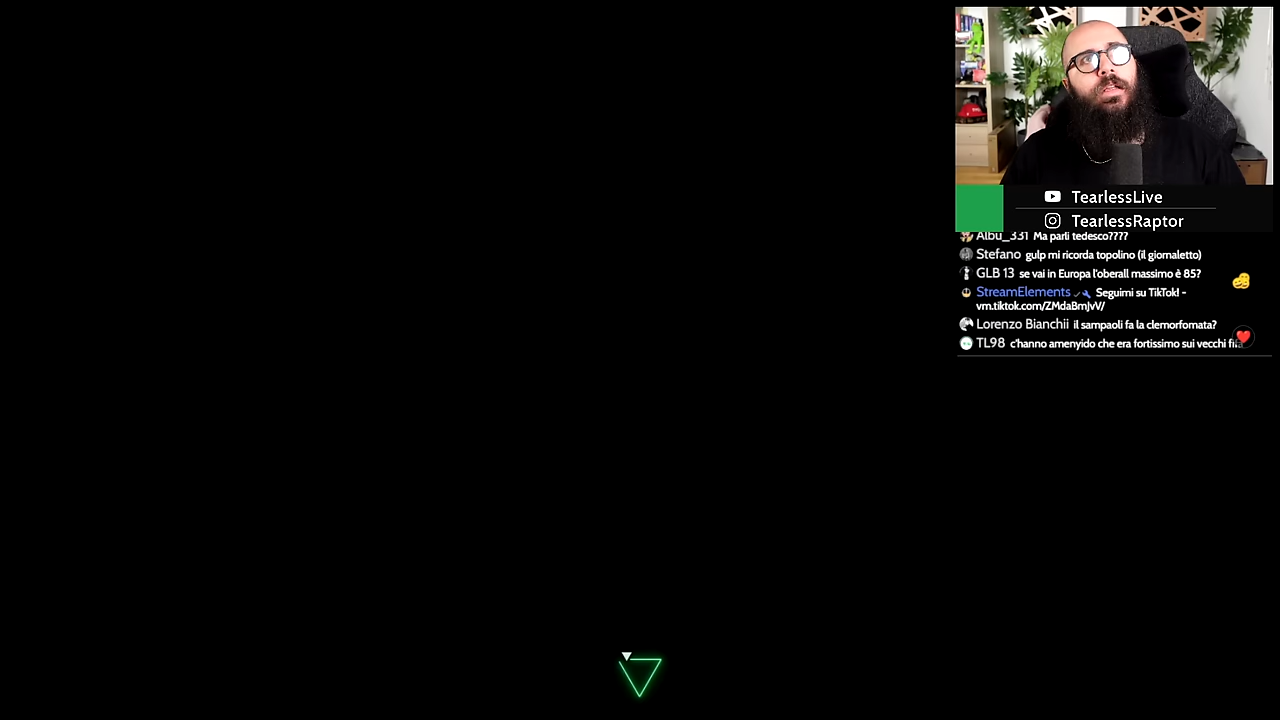 TearlessLive
TearlessRaptor
Albu_331 Ma parli tedesco????
Stefano gulp mi ricorda topolino (il giornaletto)
GLB 13 se vai in Europa l'oberall massimo è 85?
StreamElements Seguimi su TikTok! -
vm.tiktok.com/ZMdaBmJvV/
Lorenzo Bianchii il sampaoli fa la clemorfomata?
TL98 c'hanno amenyido che era fortissimo sui vecchi